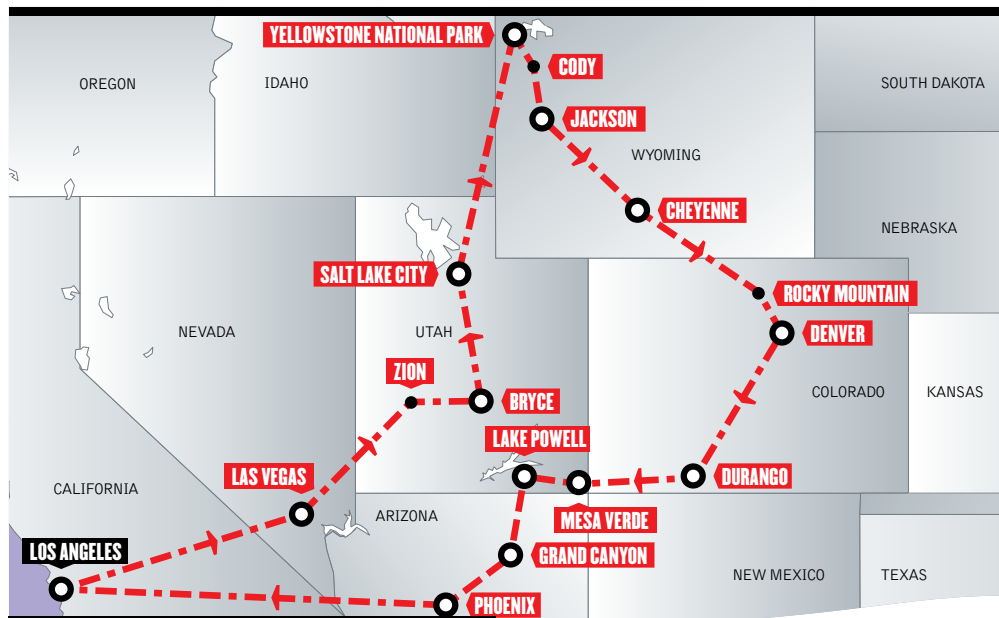 YELLOWSTONE NATIONAL PARK
CODY
OREGON
IDAHO
SOUTH DAKOTA
JACKSON
WYOMING
CHEYENNE
NEBRASKA
SALT LAKE CITY
ROCKY MOUNTAIN
NEVADA
UTAH
DENVER
ZION
BRYCE
COLORADO
KANSAS
LAKE POWELL
LAS VEGAS
DURANGO
CALIFORNIA
ARIZONA
MESA VERDE
LOS ANGELES
GRAND CANYON
NEW MEXICO
TEXAS
PHOENIX